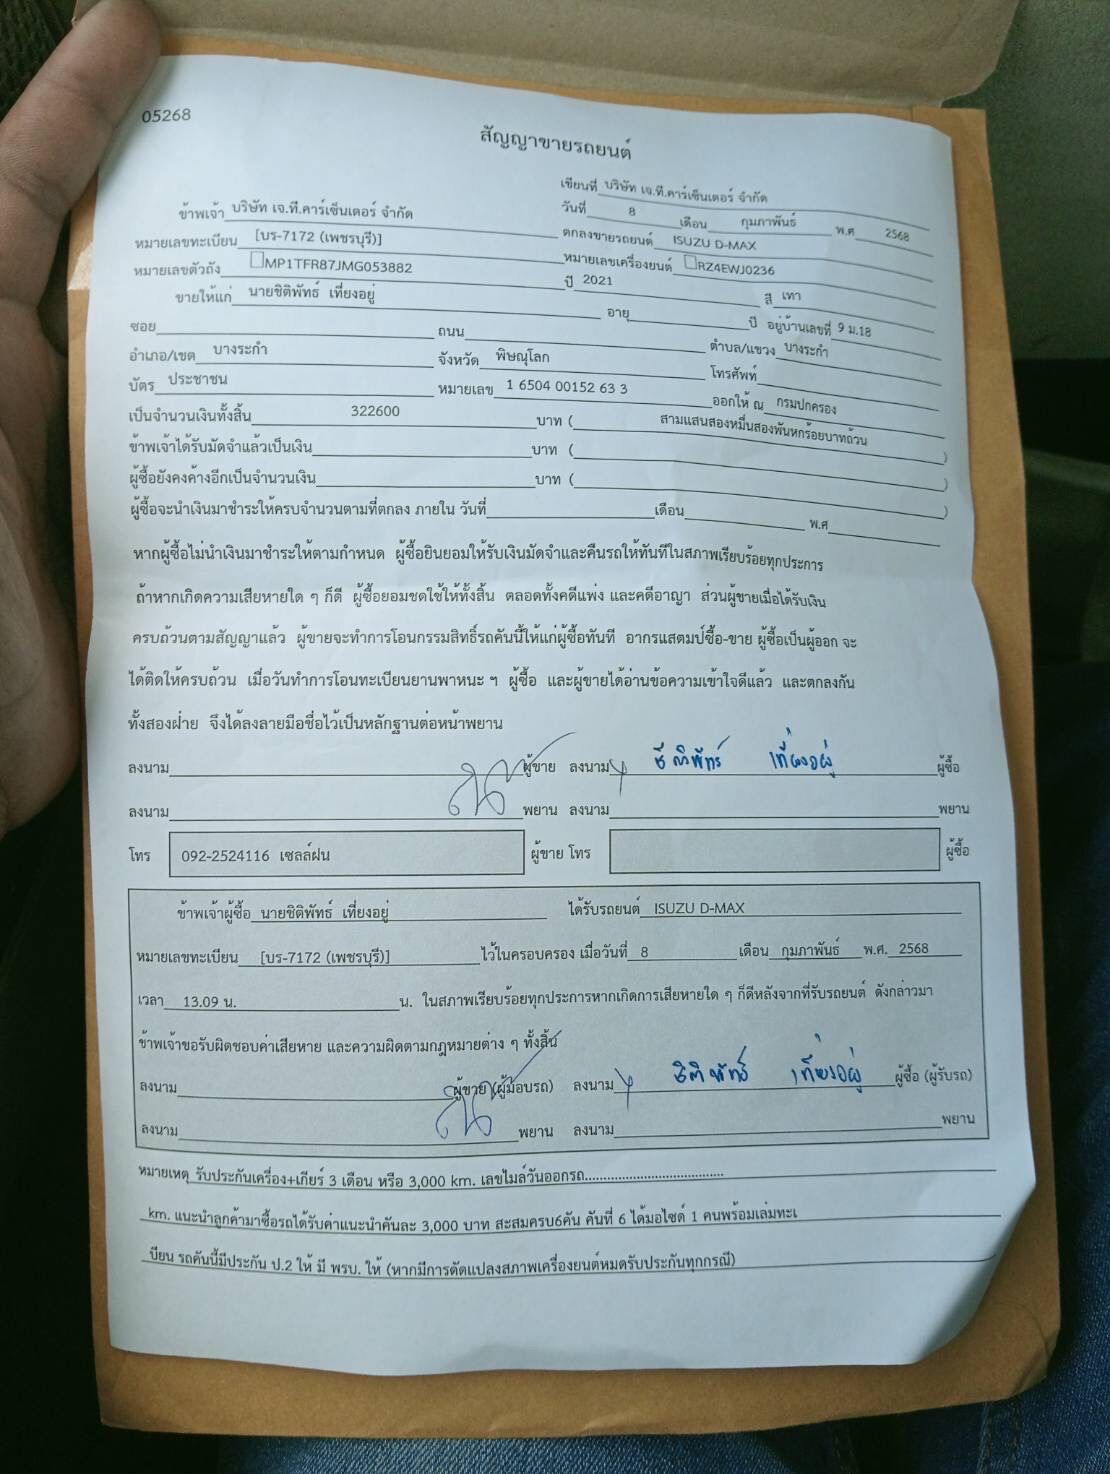 05268
สัญญาขายรถยนต์
เขียนที่ บริษัท เจ.ที.คาร์เซ็นเตอร์ จำกัด
ข้าพเจ้า บริษัท เจ.ที.คาร์เซ็นเตอร์ จำกัด วันที่ 8 เดือน กุมภาพันธ์ พ.ศ 2568
หมายเลขทะเบียน [บร-7172 (เพชรบุรี)] ตกลงขายรถยนต์ ISUZU D-MAX
หมายเลขตัวถัง MP1TFR87JMG053882 หมายเลขเครื่องยนต์ RZ4EWJ0236
ขายให้แก่ นายชิติพัทธ์ เที่ยงอยู่ ปี 2021 สี เทา
อายุ ปี อยู่บ้านเลขที่ 9 ม.18
ซอย ถนน ตำบล/แขวง บางระกำ
อำเภอ/เขต บางระกำ จังหวัด พิษณุโลก โทรศัพท์
บัตร ประชาชน หมายเลข 1 6504 00152 63 3 ออกให้ ณ กรมปกครอง
เป็นจำนวนเงินทั้งสิ้น 322600 บาท ( สามแสนสองหมื่นสองพันหกร้อยบาทถ้วน )
ข้าพเจ้าได้รับมัดจำแล้วเป็นเงิน บาท ( )
ผู้ซื้อยังคงค้างอีกเป็นจำนวนเงิน บาท ( )
ผู้ซื้อจะนำเงินมาชำระให้ครบจำนวนตามที่ตกลง ภายใน วันที่ เดือน พ.ศ
หากผู้ซื้อไม่นำเงินมาชำระให้ตามกำหนด ผู้ซื้อยินยอมให้รับเงินมัดจำและคืนรถให้ทันทีในสภาพเรียบร้อยทุกประการ
ถ้าหากเกิดความเสียหายใด ๆ ก็ดี ผู้ซื้อยอมชดใช้ให้ทั้งสิ้น ตลอดทั้งคดีแพ่ง และคดีอาญา ส่วนผู้ขายเมื่อได้รับเงิน
ครบถ้วนตามสัญญาแล้ว ผู้ขายจะทำการโอนกรรมสิทธิ์รถคันนี้ให้แก่ผู้ซื้อทันที อากรแสตมป์ซื้อ-ขาย ผู้ซื้อเป็นผู้ออก จะ
ได้ติดให้ครบถ้วน เมื่อวันทำการโอนทะเบียนยานพาหนะ ฯ ผู้ซื้อ และผู้ขายได้อ่านข้อความเข้าใจดีแล้ว และตกลงกัน
ทั้งสองฝ่าย จึงได้ลงลายมือชื่อไว้เป็นหลักฐานต่อหน้าพยาน
ลงนาม ผู้ขาย ลงนาม ชิติพัทธ์ เที่ยงอยู่ ผู้ซื้อ
ลงนาม พยาน ลงนาม พยาน
โทร 092-2524116 เซลล์ฝน ผู้ขาย โทร ผู้ซื้อ
ข้าพเจ้าผู้ซื้อ นายชิติพัทธ์ เที่ยงอยู่ ได้รับรถยนต์ ISUZU D-MAX
หมายเลขทะเบียน [บร-7172 (เพชรบุรี)] ไว้ในครอบครอง เมื่อวันที่ 8 เดือน กุมภาพันธ์ พ.ศ. 2568
เวลา 13.09 น. น. ในสภาพเรียบร้อยทุกประการหากเกิดการเสียหายใด ๆ ก็ดีหลังจากที่รับรถยนต์ ดังกล่าวมา
ข้าพเจ้าขอรับผิดชอบค่าเสียหาย และความผิดตามกฎหมายต่าง ๆ ทั้งสิ้น
ลงนาม ผู้ขาย (ผู้มอบรถ) ลงนาม ชิติพัทธ์ เที่ยงอยู่ ผู้ซื้อ (ผู้รับรถ)
ลงนาม พยาน ลงนาม พยาน
หมายเหตุ รับประกันเครื่อง+เกียร์ 3 เดือน หรือ 3,000 km. เลขไมล์วันออกรถ..............................
km. แนะนำลูกค้ามาซื้อรถได้รับค่าแนะนำคันละ 3,000 บาท สะสมครบ6คัน คันที่ 6 ได้มอไซด์ 1 คนพร้อมเล่มทะเ
บียน รถคันนี้มีประกัน ป.2 ให้ มี พรบ. ให้ (หากมีการดัดแปลงสภาพเครื่องยนต์หมดรับประกันทุกกรณี)